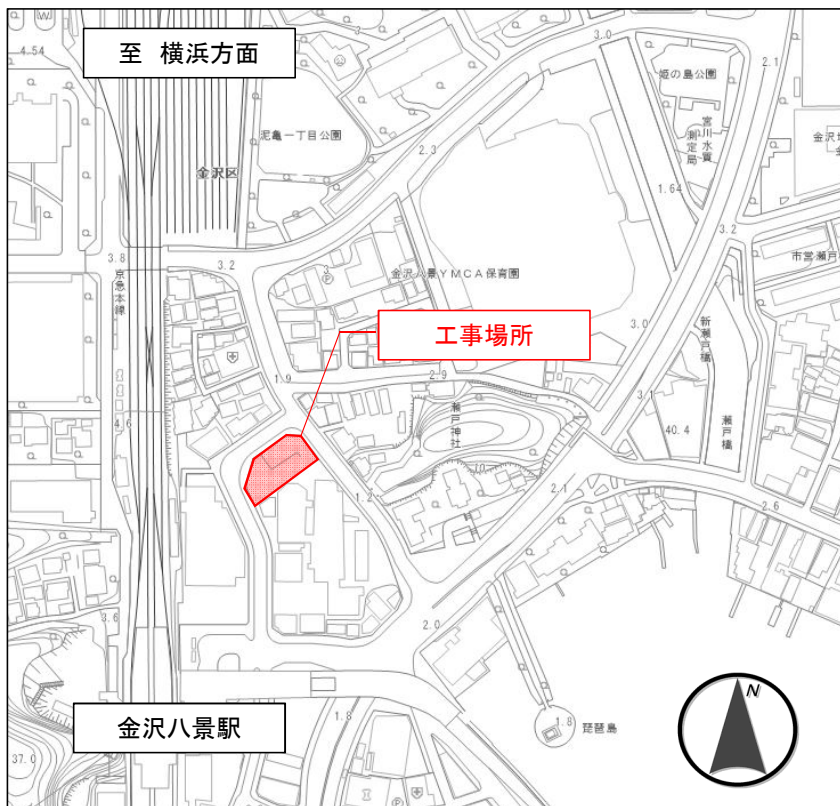 至 横浜方面
4.54
3.0
2.1
姫の島公園
宮川水質
測定局
泥亀一丁目公園
2.3
金沢区
1.64
3.2
3.8
京急本線
3.2
金沢八景YMCA保育園
市営瀬戸
工事場所
3.0
新瀬戸橋
1.9
2.9
3.1
瀬戸神社
瀬戸橋
4.6
40.4
10
1.2
2.1
2.6
3.6
2.0
金沢八景駅
1.8
1.8
琵琶島
37.0
N